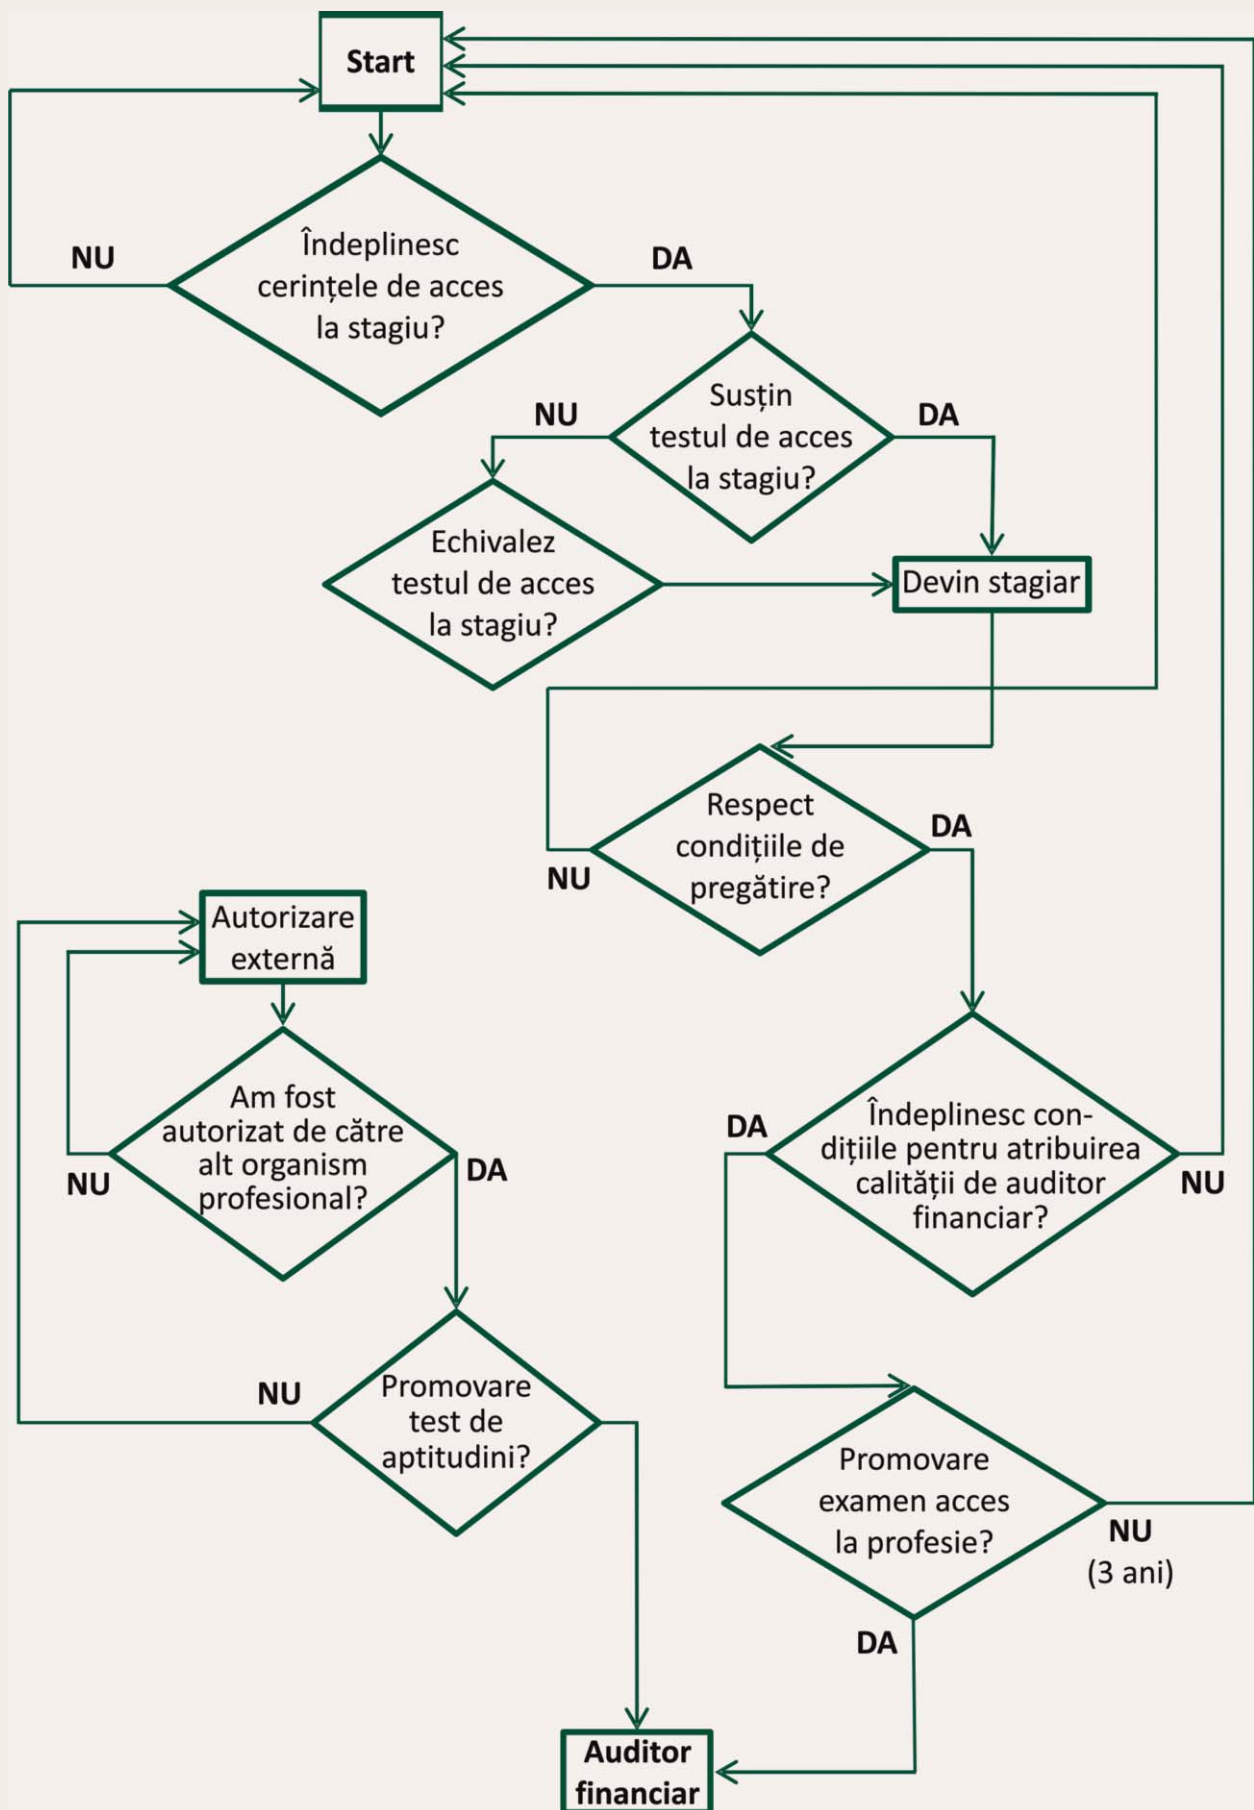 Start
Îndeplinesc
cerințele de acces
la stagiu?
NU
DA
Susțin
testul de acces
la stagiu?
NU
DA
Echivalez
testul de acces
la stagiu?
Devin stagiar
Respect
condițiile de
pregătire?
DA
NU
Autorizare
externă
Am fost
autorizat de către
alt organism
profesional?
NU
DA
Îndeplinesc con-
dițiile pentru atribuirea
calității de auditor
financiar?
DA
NU
Promovare
test de
aptitudini?
NU
Promovare
examen acces
la profesie?
NU
(3 ani)
DA
Auditor
financiar